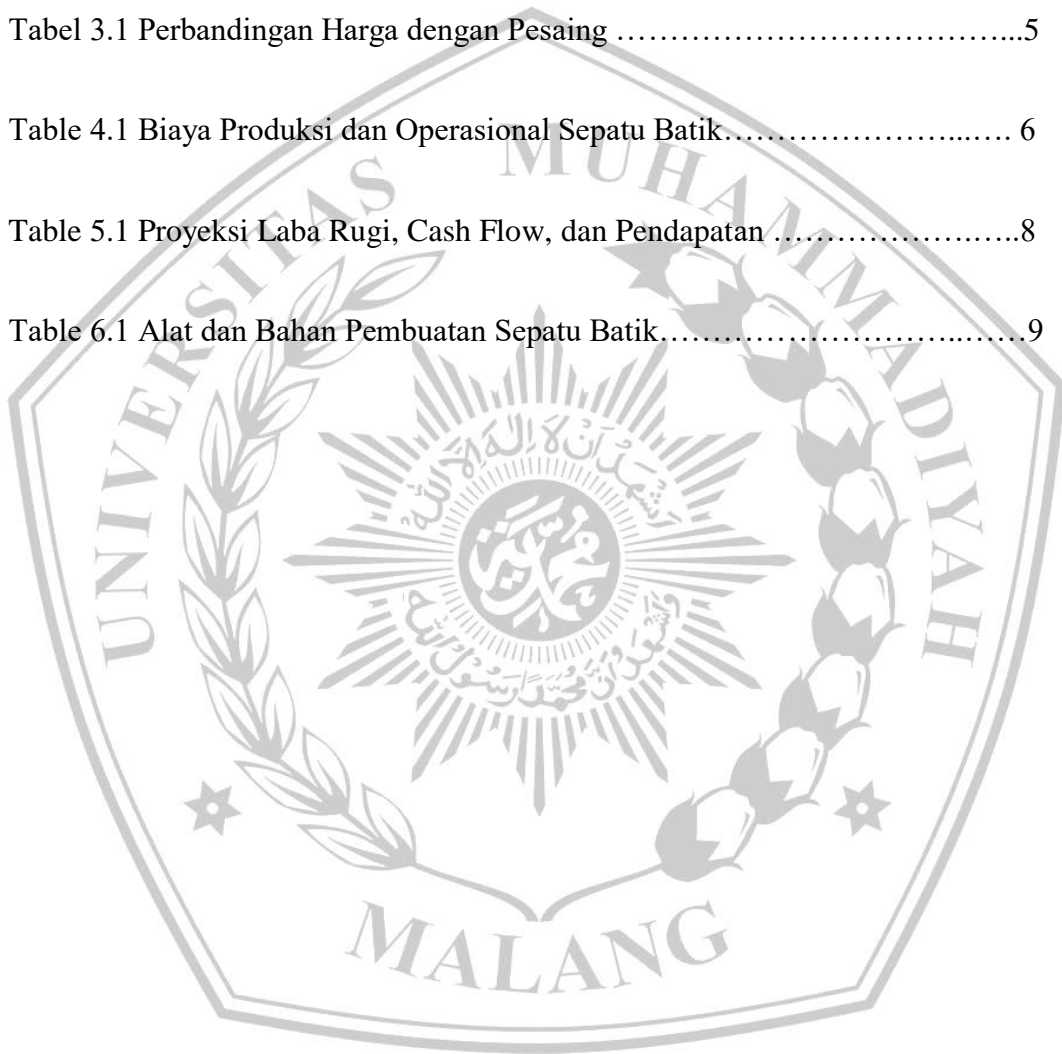 Tabel 3.1 Perbandingan Harga dengan Pesaing ………………………………...5
Table 4.1 Biaya Produksi dan Operasional Sepatu Batik…………………...…. 6
Table 5.1 Proyeksi Laba Rugi, Cash Flow, dan Pendapatan ……………….…..8
Table 6.1 Alat dan Bahan Pembuatan Sepatu Batik………………………..……9
UNIVERSITAS MUHAMMADIYAH
MALANG